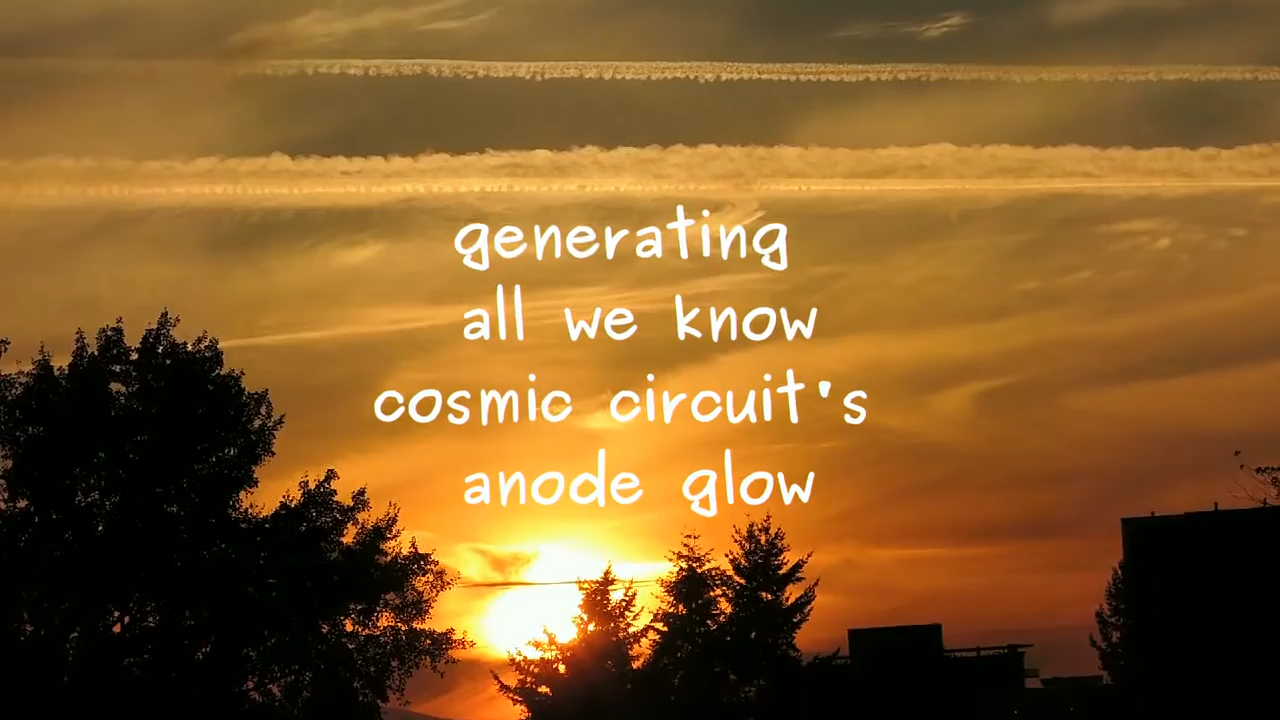 generating
all we know
cosmic circuit's
anode glow